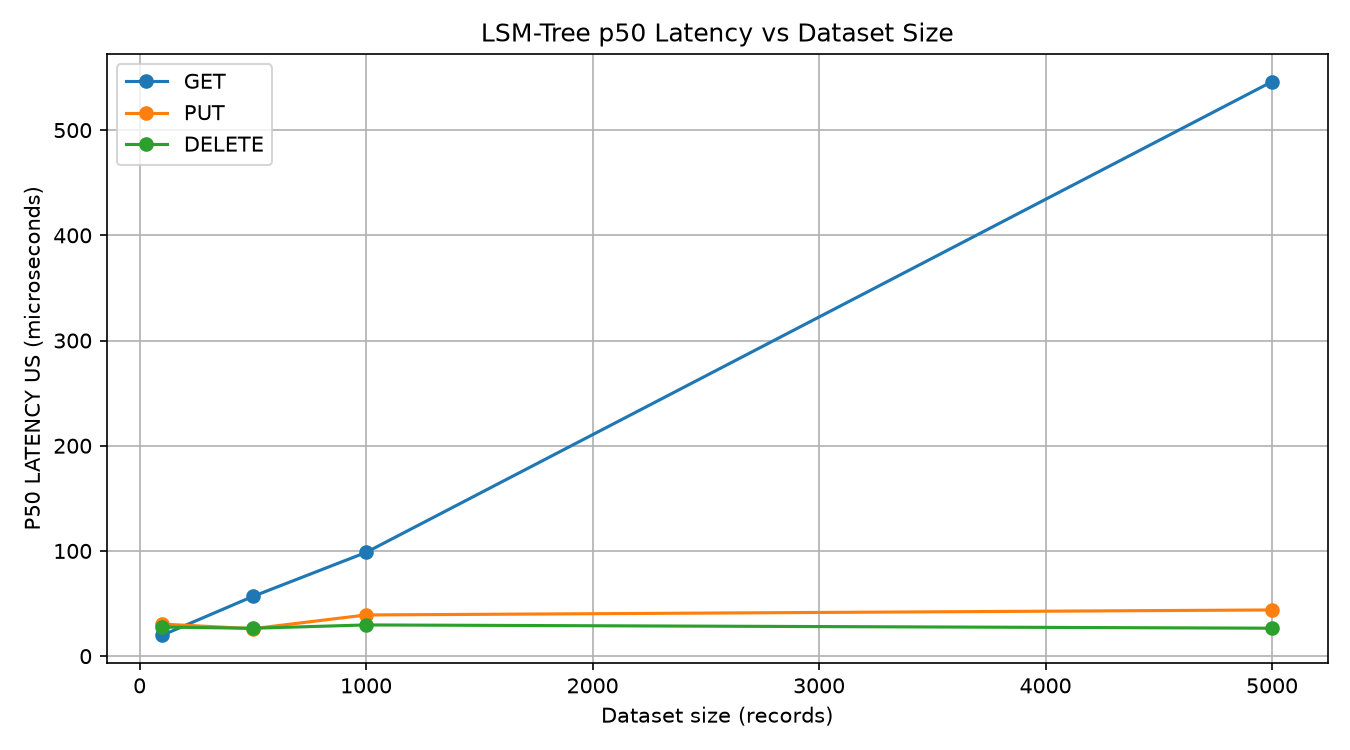 LSM-Tree p50 Latency vs Dataset Size
GET
PUT
DELETE
P50 LATENCY US (microseconds)
500
400
300
200
100
0
0 1000 2000 3000 4000 5000
Dataset size (records)